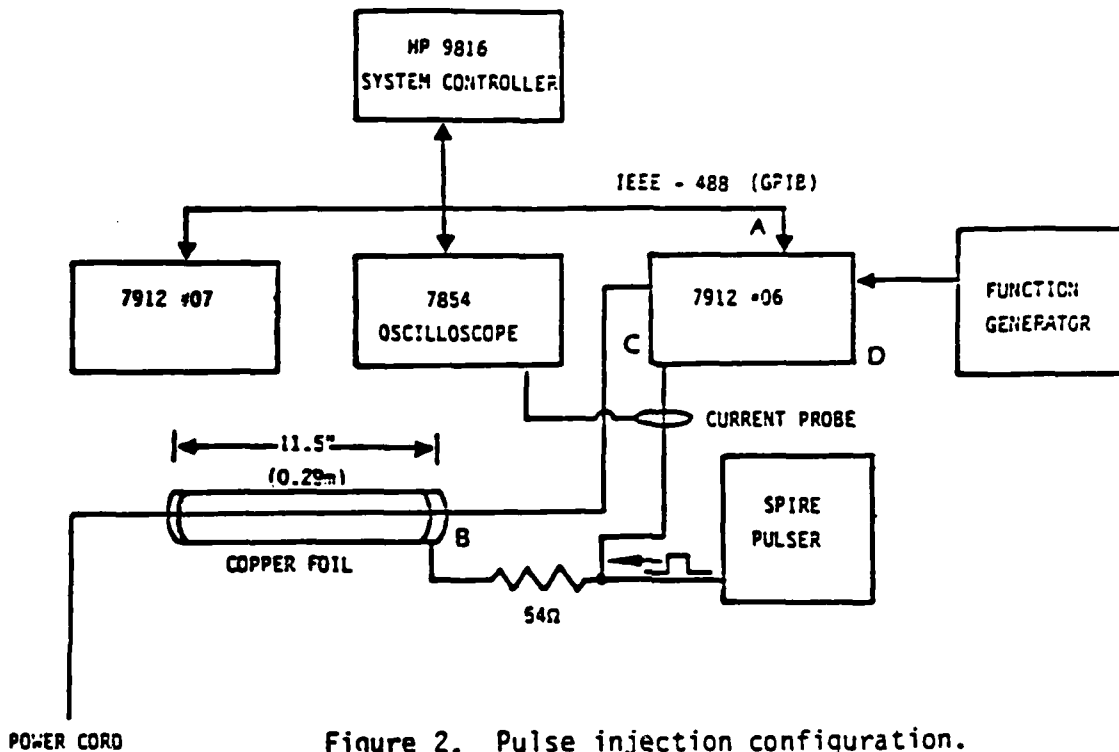 HP 9816
SYSTEM CONTROLLER
IEEE - 488 (GPIB)
A
7912 #07
7854
OSCILLOSCOPE
7912 #06
C
D
FUNCTION
GENERATOR
CURRENT PROBE
11.5"
(0.29m)
B
COPPER FOIL
54Ω
SPIRE
PULSER
POWER CORD
Figure 2. Pulse injection configuration.